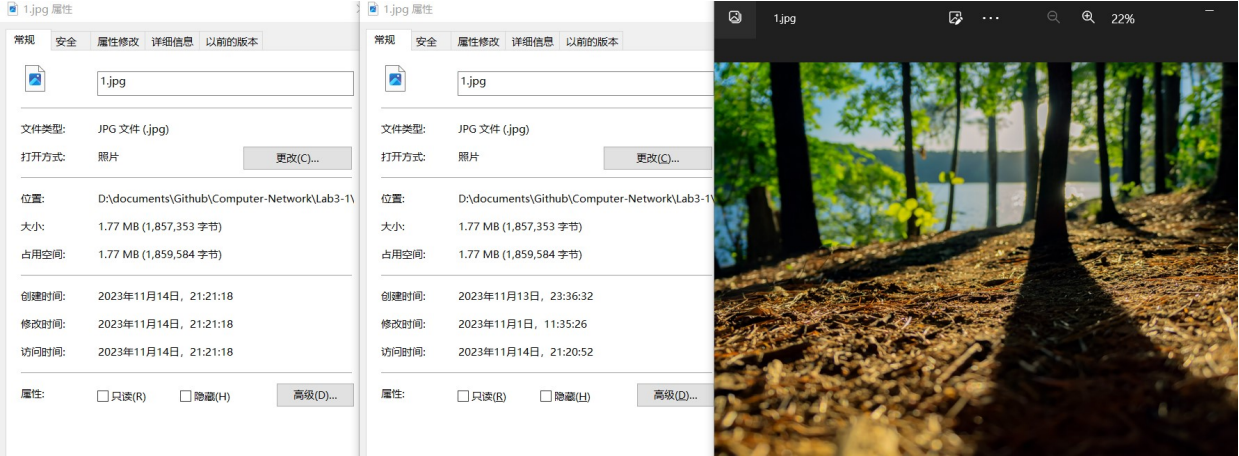 1.jpg 属性
常规 安全 属性修改 详细信息 以前的版本
1.jpg
文件类型: JPG 文件 (.jpg)
打开方式: 照片 更改(C)...
位置: D:\documents\Github\Computer-Network\Lab3-1\
大小: 1.77 MB (1,857,353 字节)
占用空间: 1.77 MB (1,859,584 字节)
创建时间: 2023年11月14日，21:21:18
修改时间: 2023年11月14日，21:21:18
访问时间: 2023年11月14日，21:21:18
属性: 只读(R) 隐藏(H) 高级(D)...
1.jpg 属性
常规 安全 属性修改 详细信息 以前的版本
1.jpg
文件类型: JPG 文件 (.jpg)
打开方式: 照片 更改(C)...
位置: D:\documents\Github\Computer-Network\Lab3-1\
大小: 1.77 MB (1,857,353 字节)
占用空间: 1.77 MB (1,859,584 字节)
创建时间: 2023年11月13日，23:36:32
修改时间: 2023年11月1日，11:35:26
访问时间: 2023年11月14日，21:20:52
属性: 只读(R) 隐藏(H) 高级(D)...
1.jpg 22%